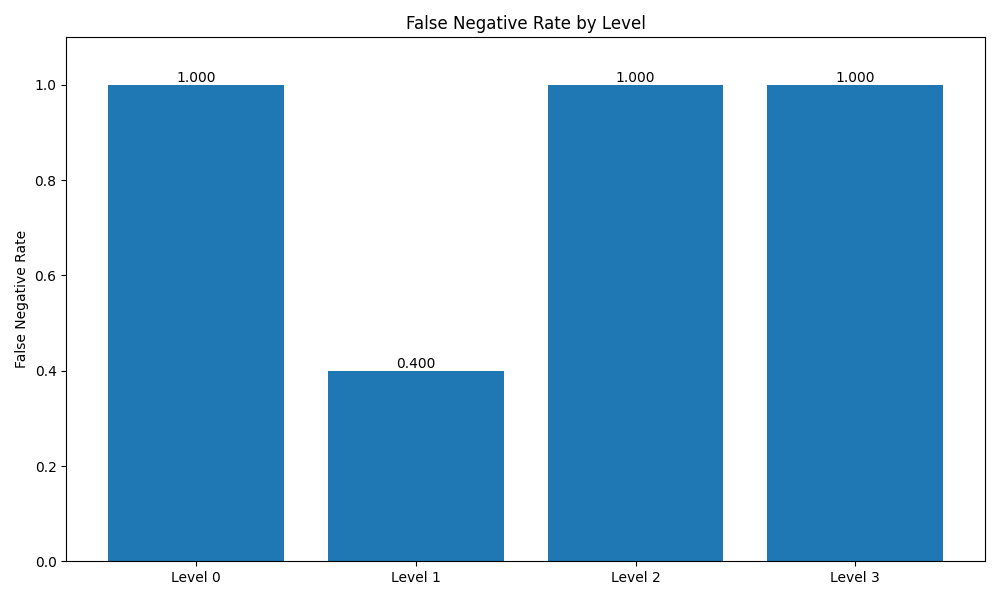 False Negative Rate by Level
1.000
0.400
1.000
1.000
False Negative Rate
1.0
0.8
0.6
0.4
0.2
0.0
Level 0
Level 1
Level 2
Level 3